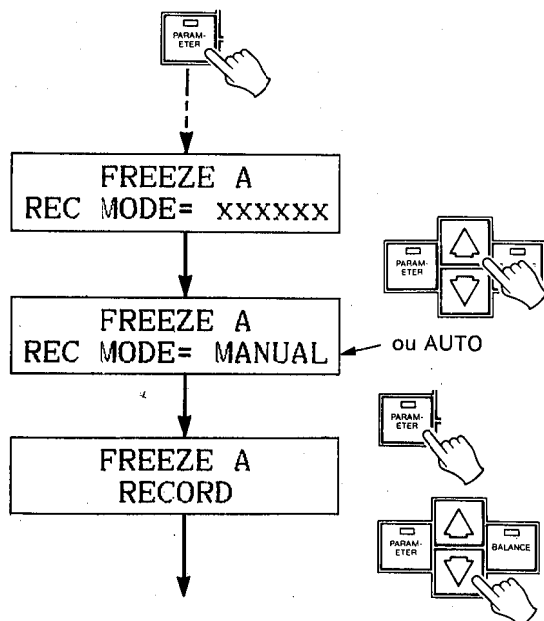 PARAM-
ETER
FREEZE A
REC MODE= xxxxxx
PARAM-
ETER
FREEZE A
REC MODE= MANUAL
ou AUTO
PARAM-
ETER
FREEZE A
RECORD
PARAM-
ETER
BALANCE